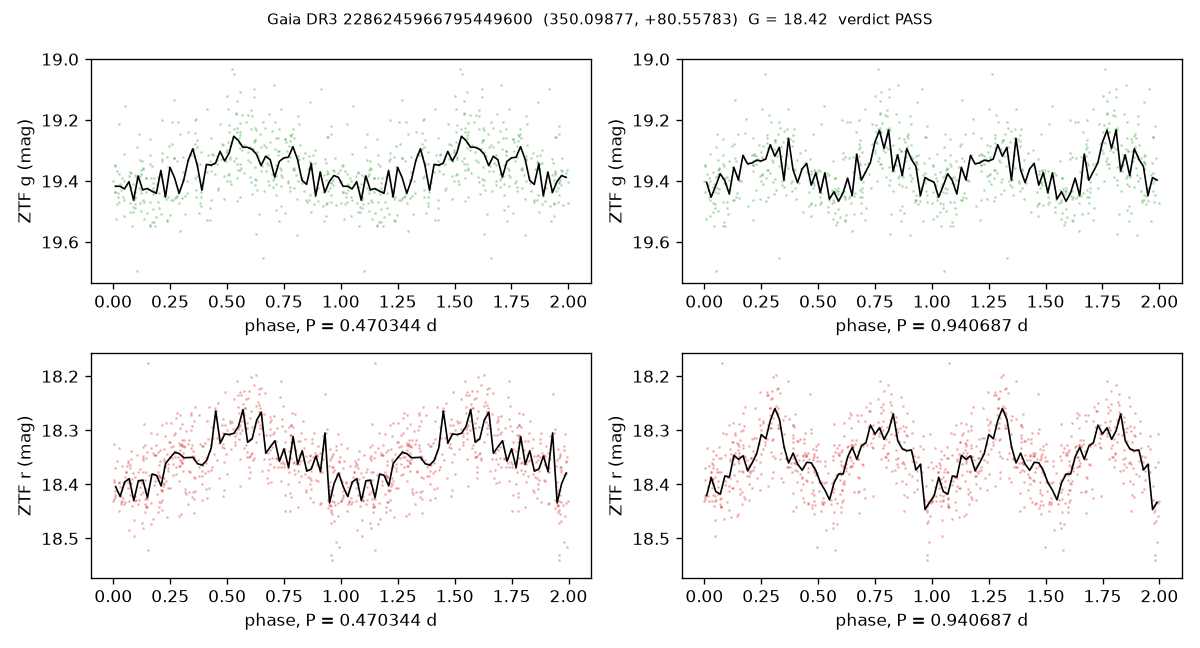 Gaia DR3 2286245966795449600 (350.09877, +80.55783) G = 18.42 verdict PASS
19.0
19.2
19.4
19.6
ZTF g (mag)
0.00 0.25 0.50 0.75 1.00 1.25 1.50 1.75 2.00
phase, P = 0.470344 d
19.0
19.2
19.4
19.6
ZTF g (mag)
0.00 0.25 0.50 0.75 1.00 1.25 1.50 1.75 2.00
phase, P = 0.940687 d
18.2
18.3
18.4
18.5
ZTF r (mag)
0.00 0.25 0.50 0.75 1.00 1.25 1.50 1.75 2.00
phase, P = 0.470344 d
18.2
18.3
18.4
18.5
ZTF r (mag)
0.00 0.25 0.50 0.75 1.00 1.25 1.50 1.75 2.00
phase, P = 0.940687 d